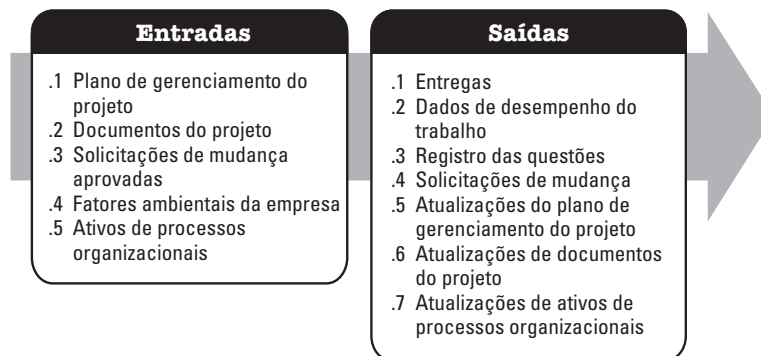 Entradas
.1 Plano de gerenciamento do
projeto
.2 Documentos do projeto
.3 Solicitações de mudança
aprovadas
.4 Fatores ambientais da empresa
.5 Ativos de processos
organizacionais
Saídas
.1 Entregas
.2 Dados de desempenho do
trabalho
.3 Registro das questões
.4 Solicitações de mudança
.5 Atualizações do plano de
gerenciamento do projeto
.6 Atualizações de documentos
do projeto
.7 Atualizações de ativos de
processos organizacionais